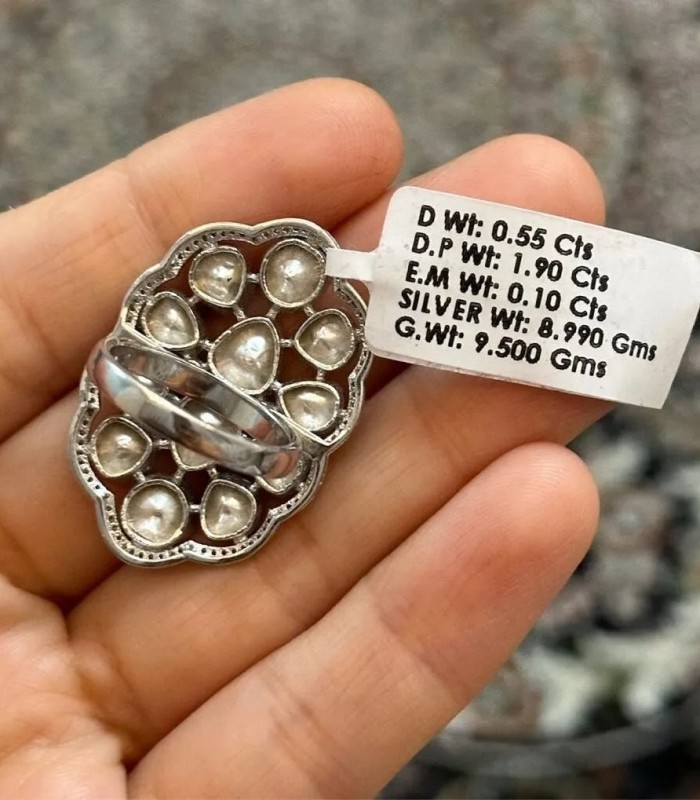 D Wt: 0.55 Cts
D.P Wt: 1.90 Cts
E.M Wt: 0.10 Cts
SILVER Wt: 8.990 Gms
G.Wt: 9.500 Gms